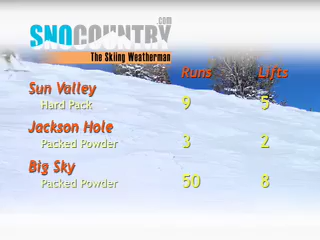 SNOCOUNTRY.com
The Skiing Weatherman
Runs Lifts
Sun Valley
Hard Pack 9 5
Jackson Hole
Packed Powder 3 2
Big Sky
Packed Powder 50 8